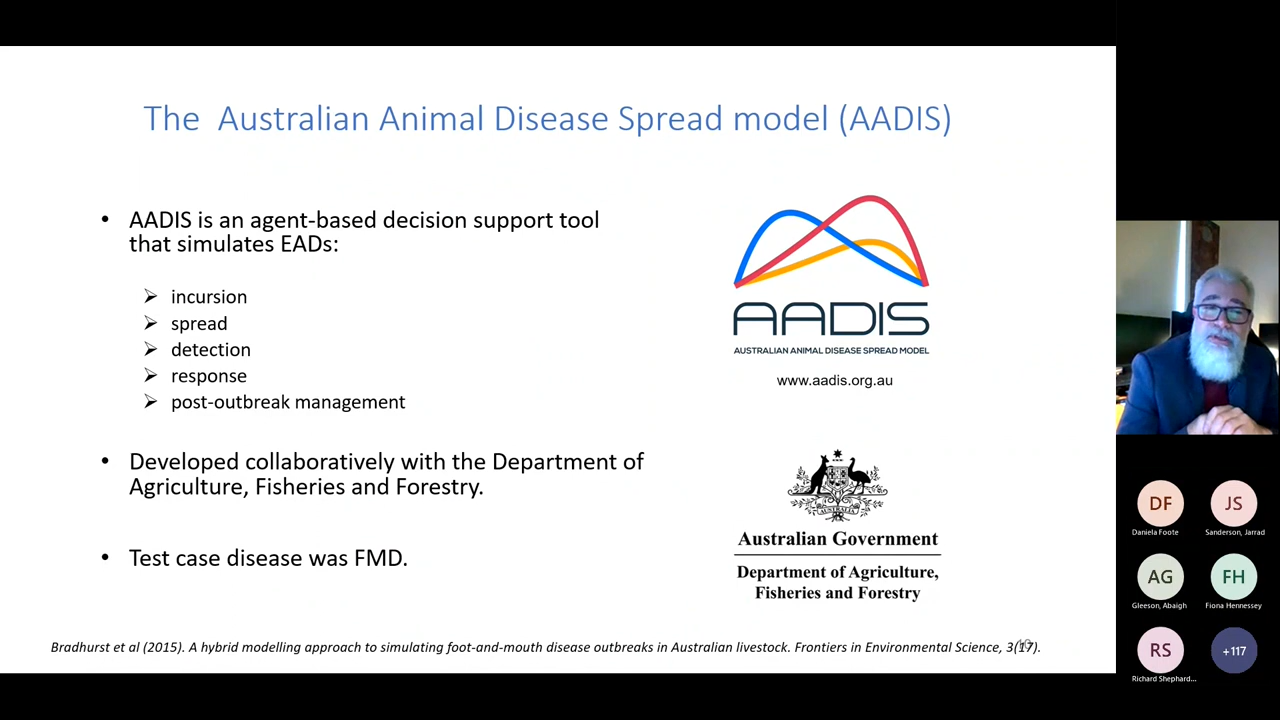 The Australian Animal Disease Spread model (AADIS)
• AADIS is an agent-based decision support tool
that simulates EADs:
➢ incursion
➢ spread
➢ detection
➢ response
➢ post-outbreak management
• Developed collaboratively with the Department of
Agriculture, Fisheries and Forestry.
• Test case disease was FMD.
AADIS
AUSTRALIAN ANIMAL DISEASE SPREAD MODEL
www.aadis.org.au
AUSTRALIA
Australian Government
Department of Agriculture,
Fisheries and Forestry
Bradhurst et al (2015). A hybrid modelling approach to simulating foot-and-mouth disease outbreaks in Australian livestock. Frontiers in Environmental Science, 3(17).
DF
Daniela Foote
JS
Sanderson, Jarrad
AG
Gleeson, Abaigh
FH
Fiona Hennessey
RS
Richard Shephard...
+117